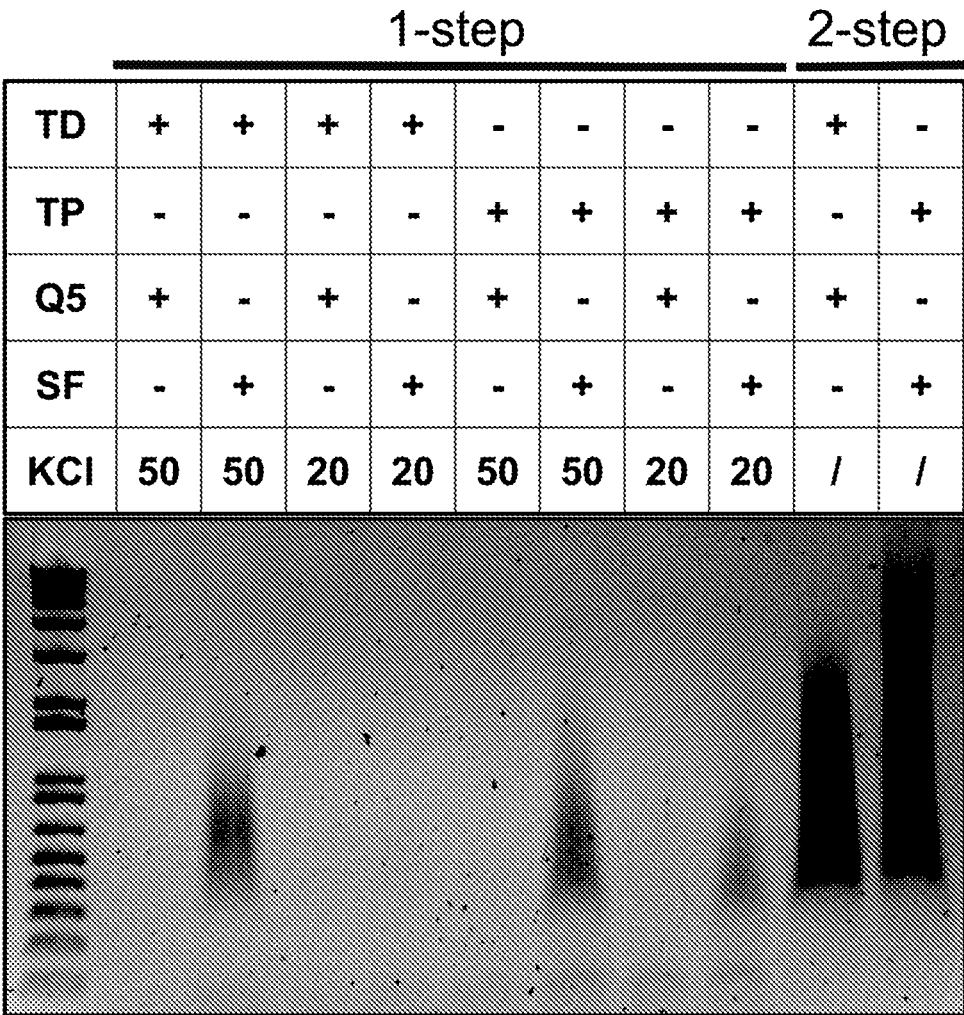 1-step 2-step
TD + + + + - - - - + -
TP - - - - + + + + - +
Q5 + - + - + - + - + -
SF - + - + - + - + - +
KCl 50 50 20 20 50 50 20 20 / /